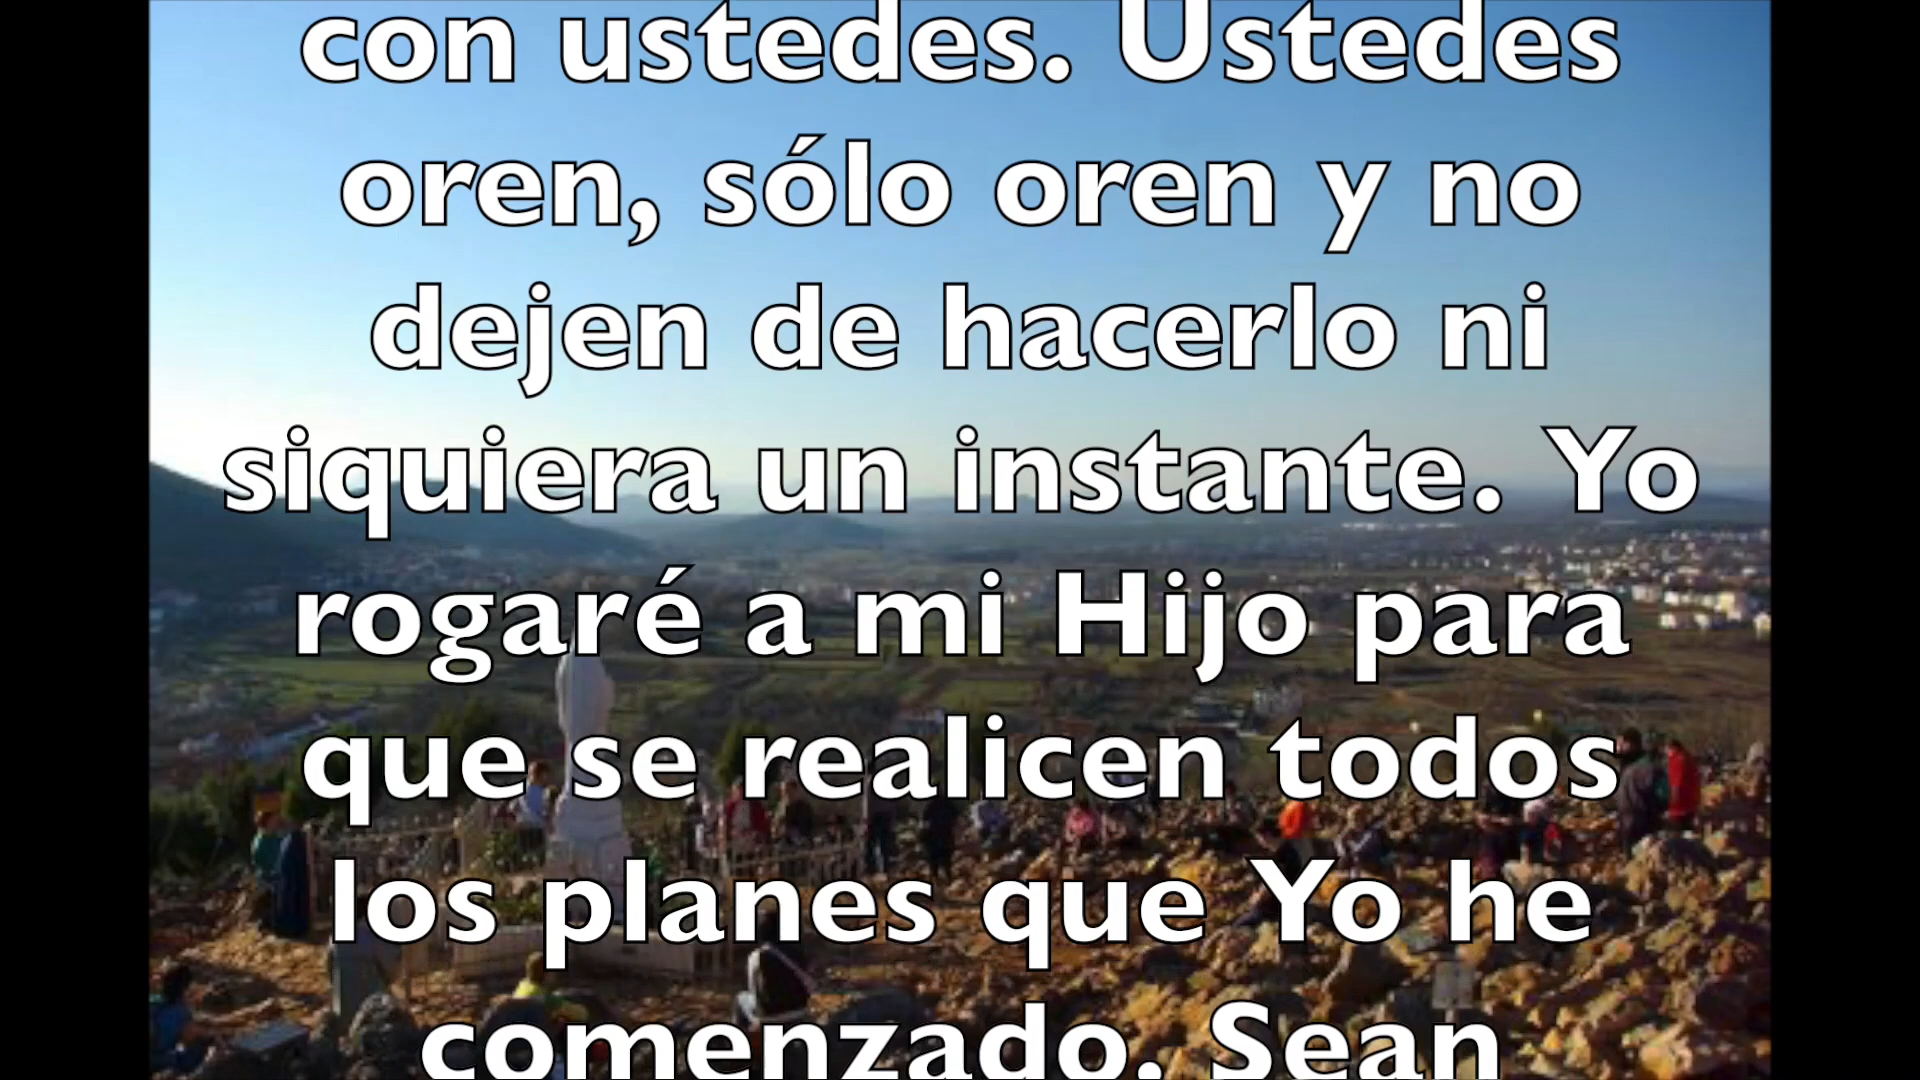 con ustedes. Ustedes
oren, sólo oren y no
dejen de hacerlo ni
siquiera un instante. Yo
rogaré a mi Hijo para
que se realicen todos
los planes que Yo he
comenzado. Sean